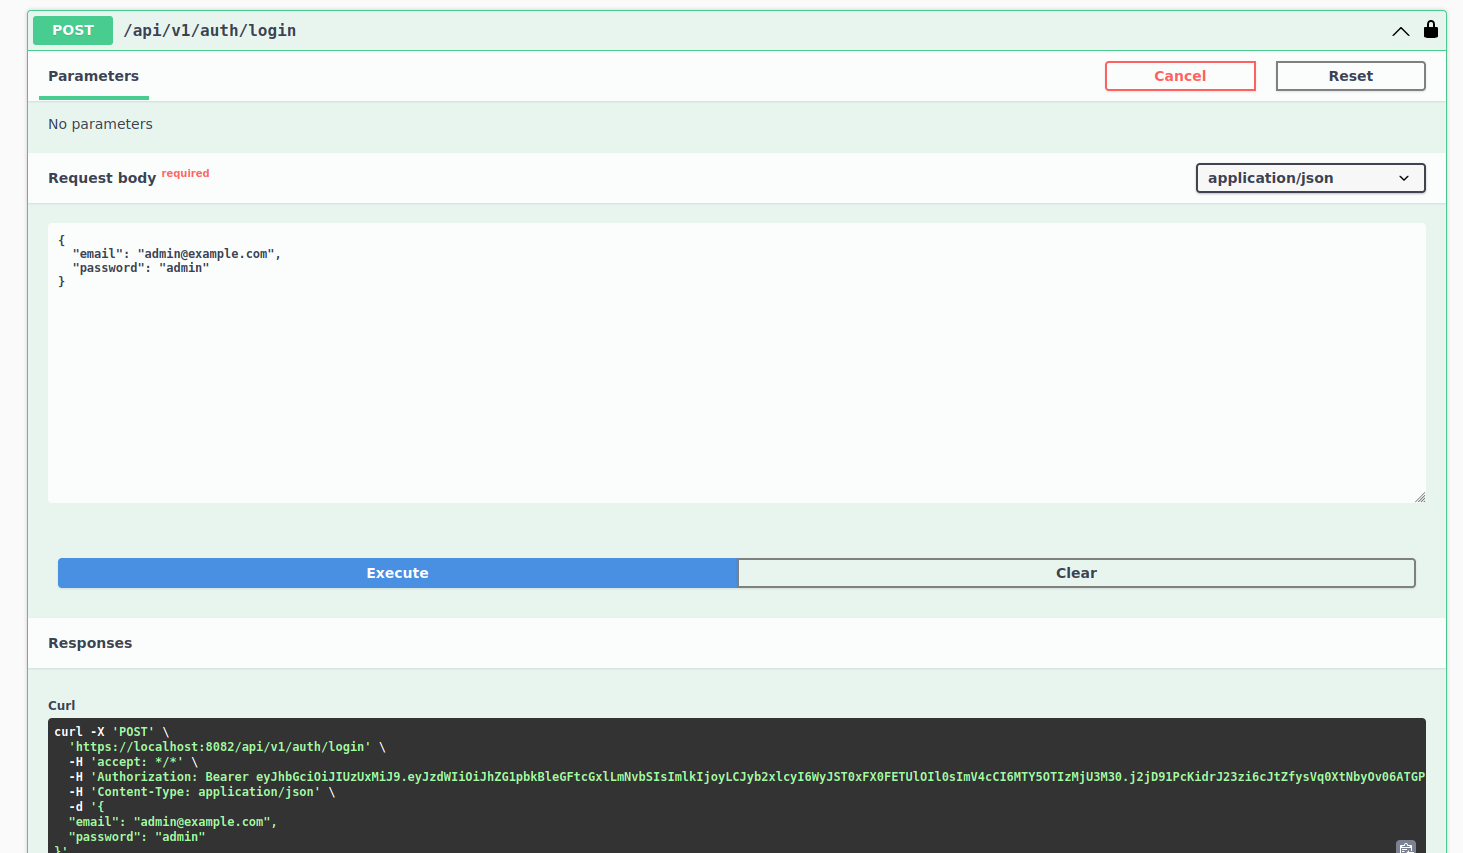 POST /api/v1/auth/login
Parameters
Cancel
Reset
No parameters
Request body required
application/json
{
  "email": "admin@example.com",
  "password": "admin"
}
Execute
Clear
Responses
Curl
curl -X 'POST' \
  'https://localhost:8082/api/v1/auth/login' \
  -H 'accept: */*' \
  -H 'Authorization: Bearer eyJhbGciOiJIUzUxMiJ9.eyJzdWIiOiJhZG1pbkBleGFtcGxlLmNvbSIsImlkIjoyLCJyb2xlcyI6WyJST0xFX0FETUlOIl0sImV4cCI6MTY5OTIzMjU3M30.j2jD91PcKidrJ23zi6cJtZfysVq0XtNbyOv06ATGP
  -H 'Content-Type: application/json' \
  -d '{
  "email": "admin@example.com",
  "password": "admin"
}'